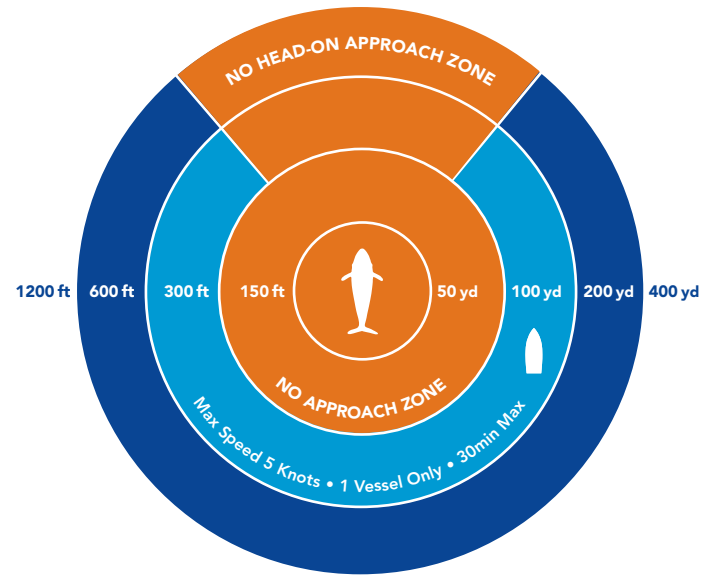 NO HEAD-ON APPROACH ZONE
1200 ft 600 ft 300 ft 150 ft 50 yd 100 yd 200 yd 400 yd
NO APPROACH ZONE
Max Speed 5 Knots • 1 Vessel Only • 30min Max